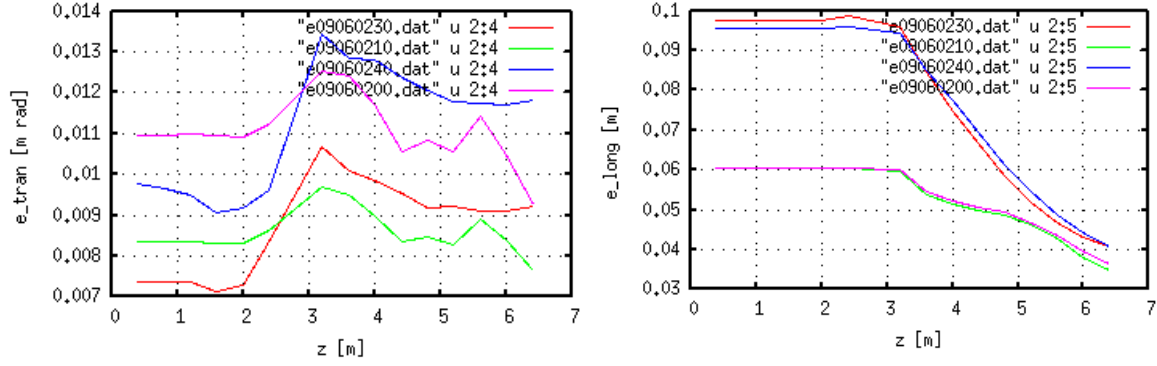 0.014
0.013
0.012
0.011
0.01
0.009
0.008
0.007
e_tran [m rad]
"e09060230.dat" u 2:4
"e09060210.dat" u 2:4
"e09060240.dat" u 2:4
"e09060200.dat" u 2:4
0 1 2 3 4 5 6 7
z [m]
0.1
0.09
0.08
0.07
0.06
0.05
0.04
0.03
e_long [m]
"e09060230.dat" u 2:5
"e09060210.dat" u 2:5
"e09060240.dat" u 2:5
"e09060200.dat" u 2:5
0 1 2 3 4 5 6 7
z [m]